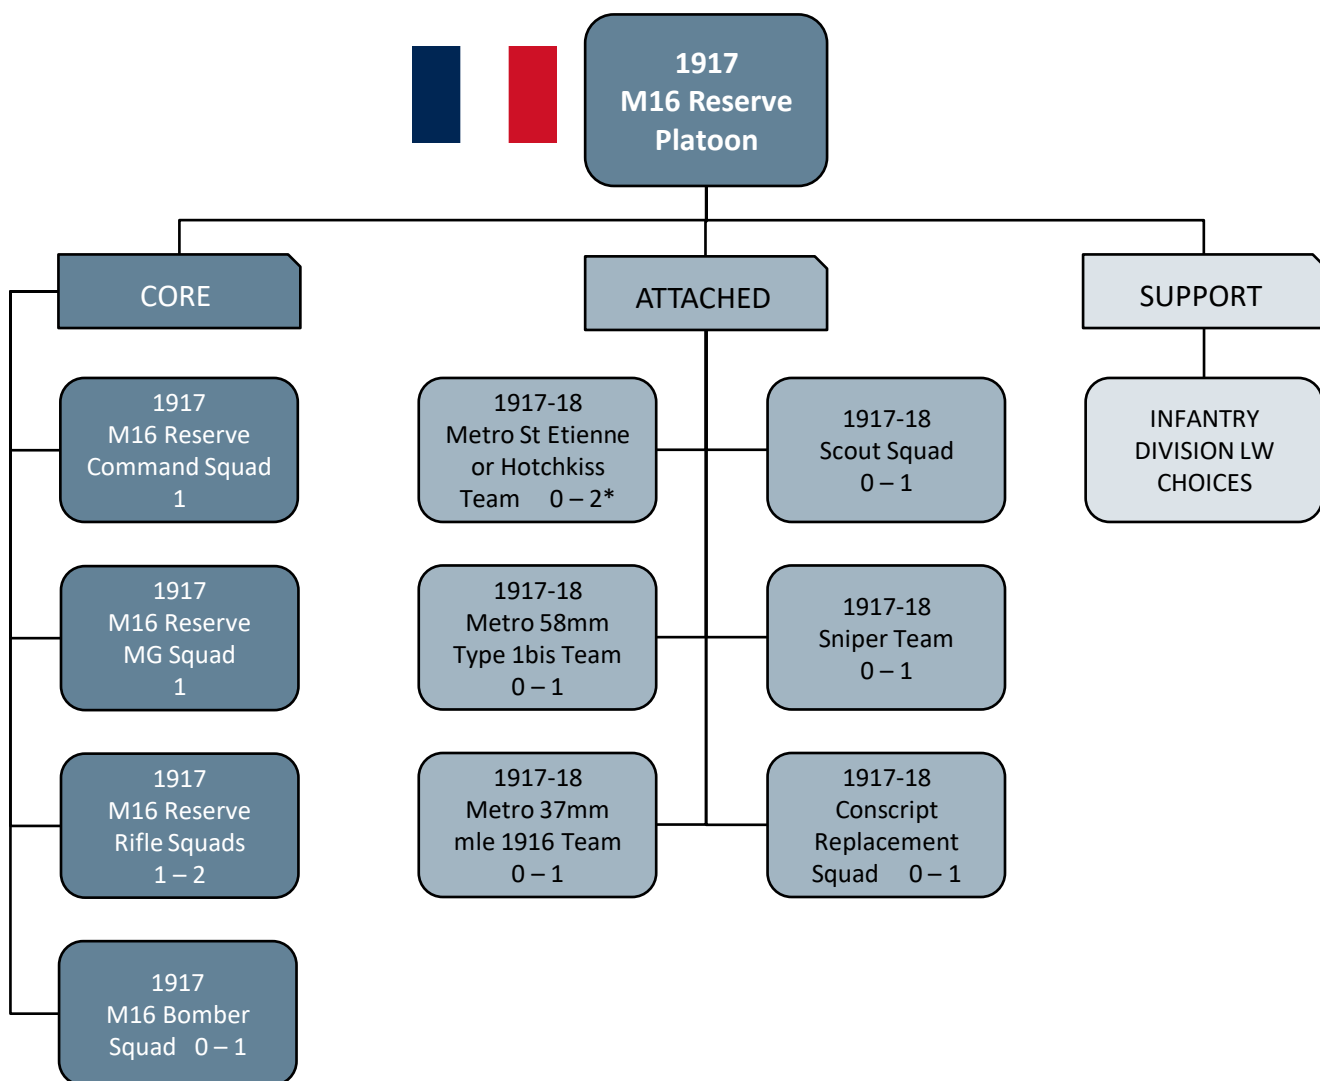 1917
M16 Reserve
Platoon
CORE
1917
M16 Reserve
Command Squad
1
1917
M16 Reserve
MG Squad
1
1917
M16 Reserve
Rifle Squads
1 – 2
1917
M16 Bomber
Squad 0 – 1
ATTACHED
1917-18
Metro St Etienne
or Hotchkiss
Team 0 – 2*
1917-18
Metro 58mm
Type 1bis Team
0 – 1
1917-18
Metro 37mm
mle 1916 Team
0 – 1
1917-18
Scout Squad
0 – 1
1917-18
Sniper Team
0 – 1
1917-18
Conscript
Replacement
Squad 0 – 1
SUPPORT
INFANTRY
DIVISION LW
CHOICES